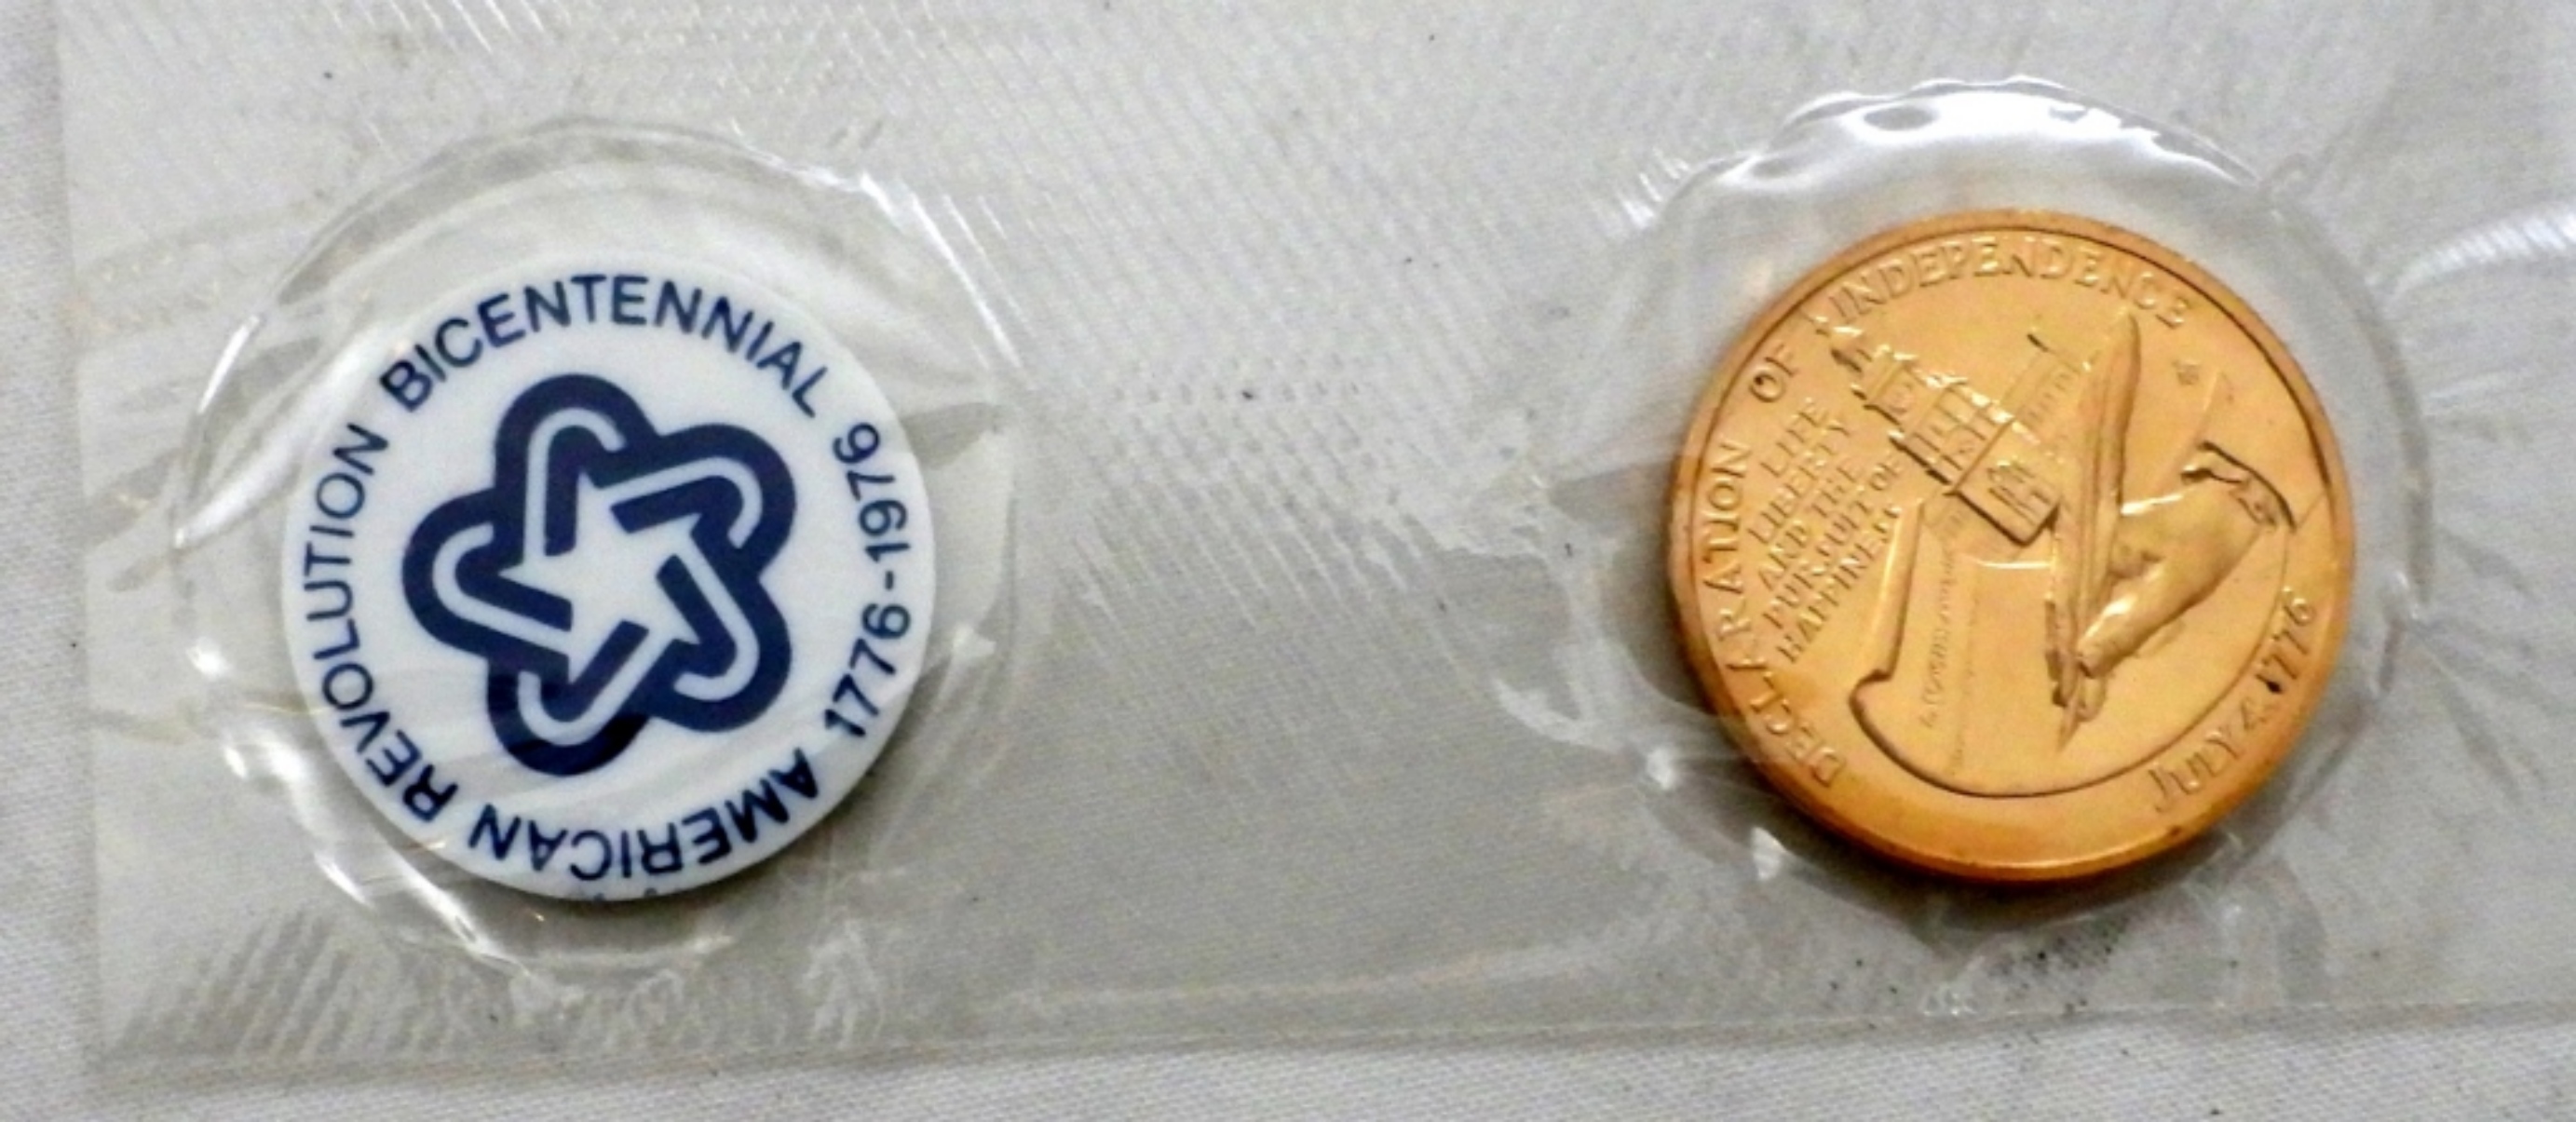 AMERICAN REVOLUTION BICENTENNIAL 1776-1976
DECLARATION OF INDEPENDENCE
LIFE
LIBERTY
AND THE
PURSUIT OF
HAPPINESS
JULY 4 1776